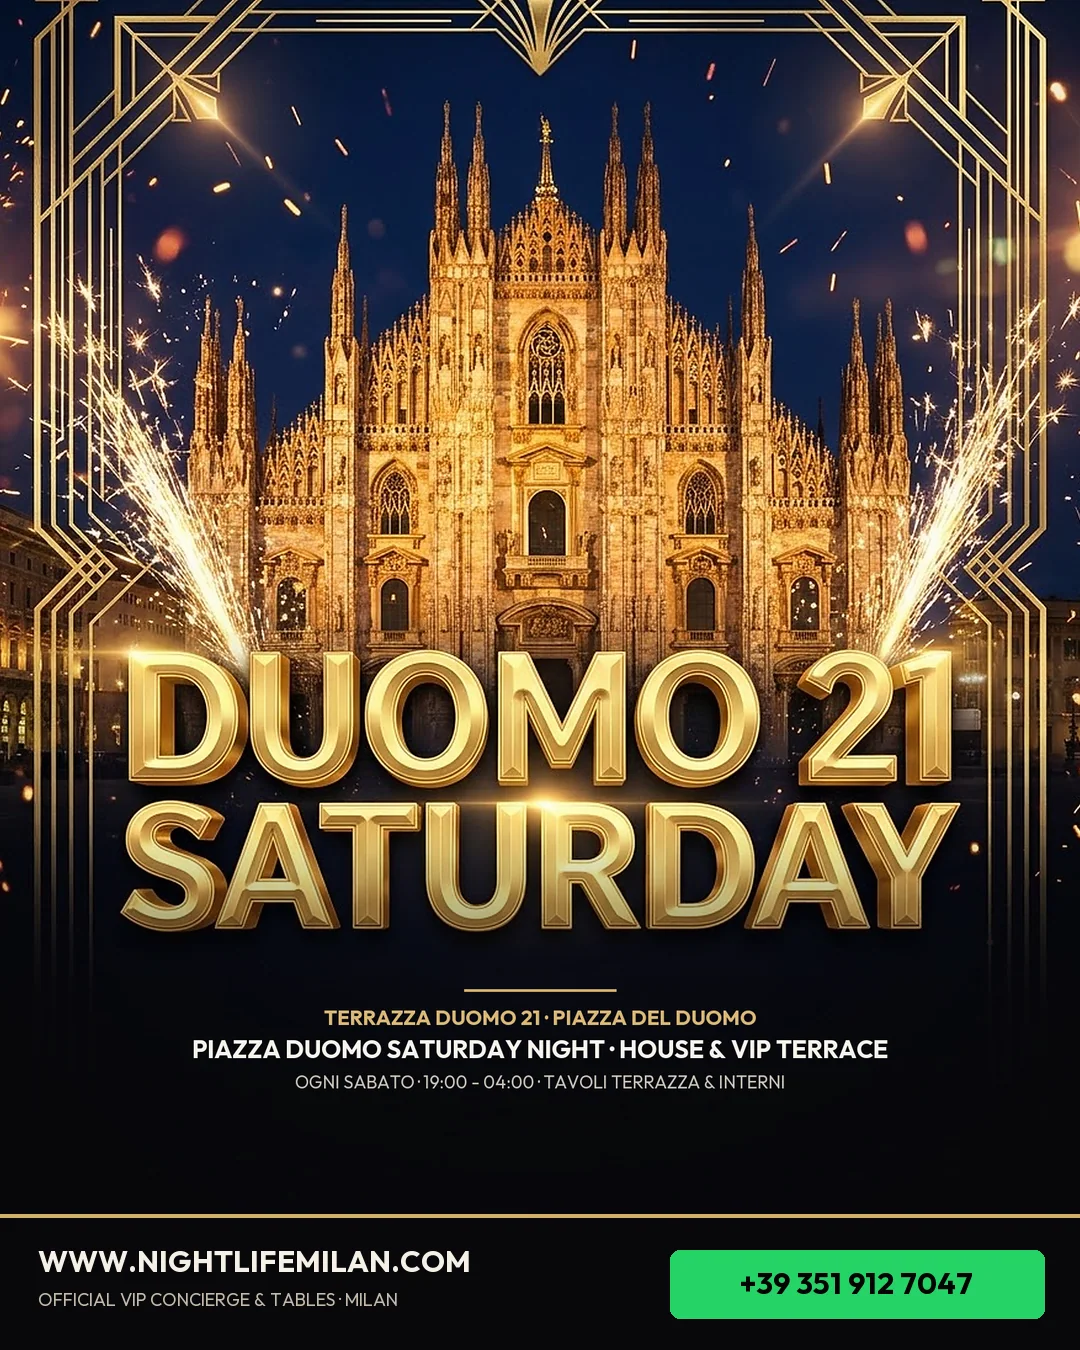 DUOMO 21
SATURDAY
TERRAZZA DUOMO 21 · PIAZZA DEL DUOMO
PIAZZA DUOMO SATURDAY NIGHT · HOUSE & VIP TERRACE
OGNI SABATO · 19:00 - 04:00 · TAVOLI TERRAZZA & INTERNI
WWW.NIGHTLIFEMILAN.COM
OFFICIAL VIP CONCIERGE & TABLES · MILAN
+39 351 912 7047